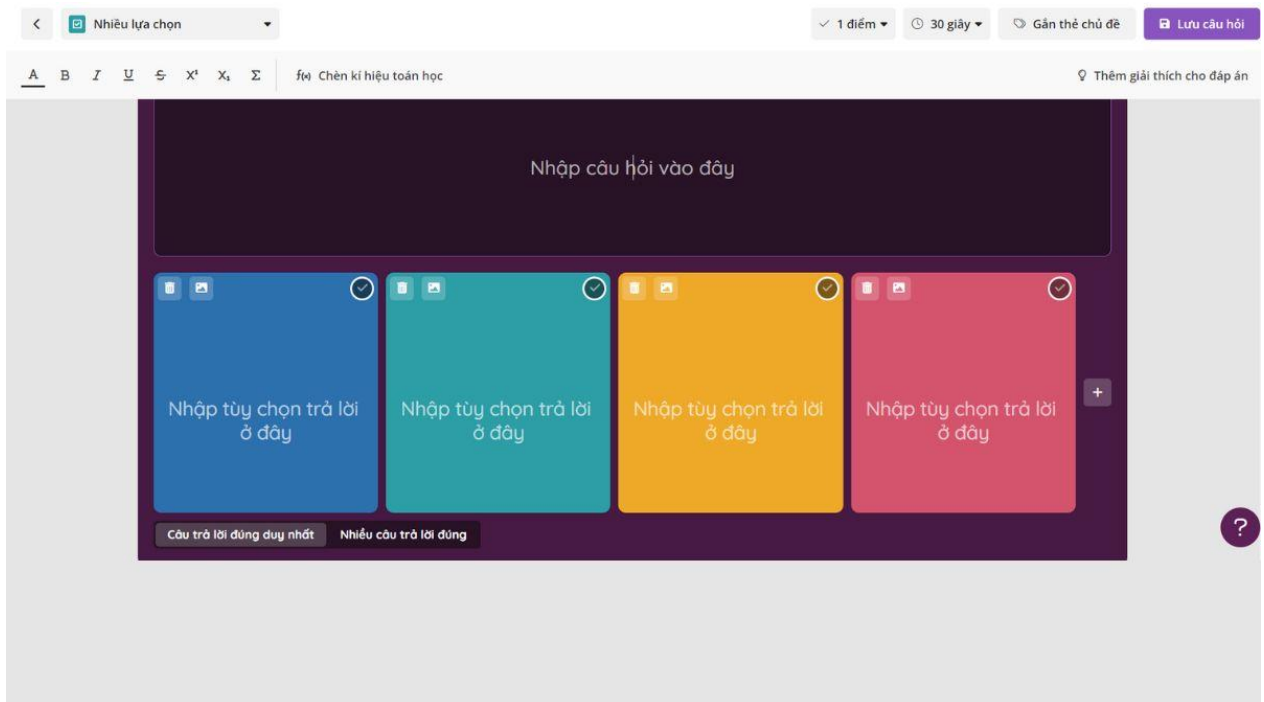 Nhiều lựa chọn
1 điểm
30 giây
Gắn thẻ chủ đề
Lưu câu hỏi
A B I U S X¹ X₁ Σ f(x) Chèn kí hiệu toán học
Thêm giải thích cho đáp án
Nhập câu hỏi vào đây
Nhập tùy chọn trả lời
ở đây
Nhập tùy chọn trả lời
ở đây
Nhập tùy chọn trả lời
ở đây
Nhập tùy chọn trả lời
ở đây
+
Câu trả lời đúng duy nhất
Nhiều câu trả lời đúng
?